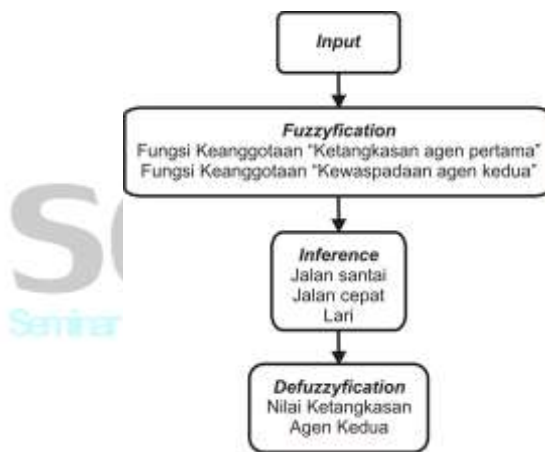 Input
Fuzzyfication
Fungsi Keanggotaan “Ketangkasan agen pertama”
Fungsi Keanggotaan “Kewaspadaan agen kedua”
Inference
Jalan santai
Jalan cepat
Lari
Seminar
Defuzzyfication
Nilai Ketangkasan
Agen Kedua